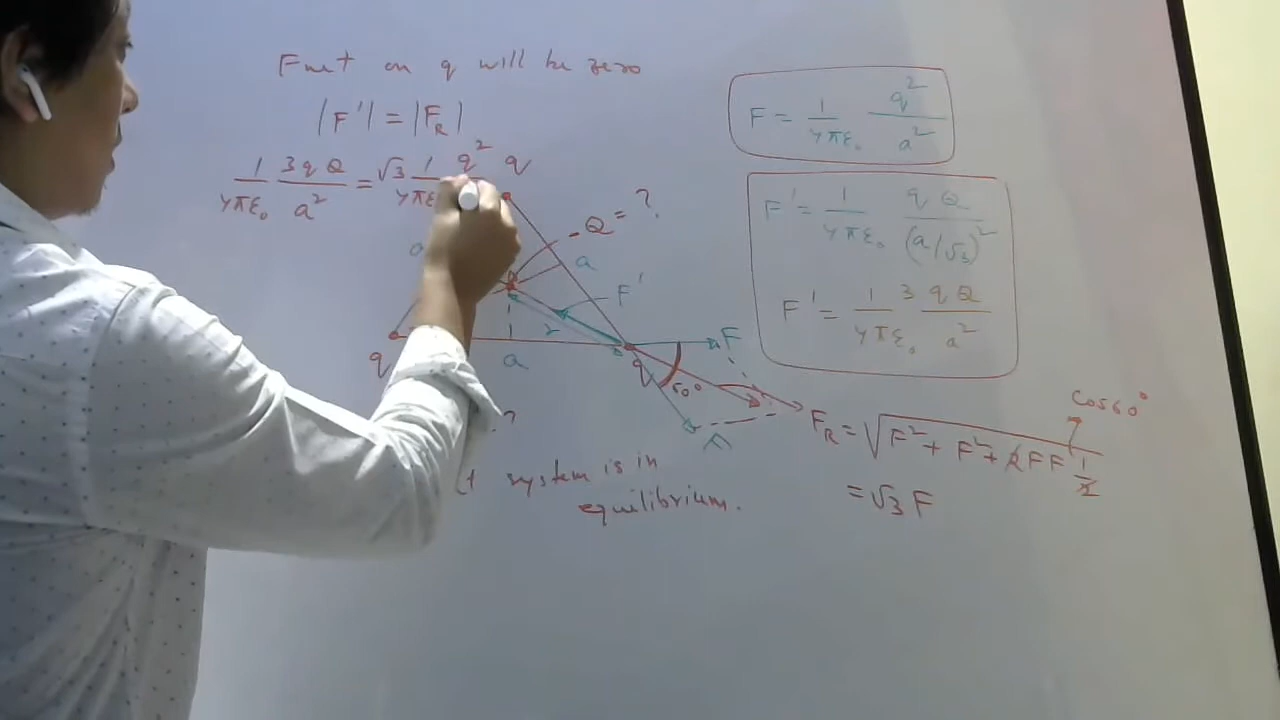 Fnet on q will be zero
|F'| = |F_R|
1/4πε₀ 3qQ/a² = √3 1/4πε₀ q²
q
-Q = ?
a
a
F'
2
a
q
q
F
60°
F
?
system is in
equilibrium.
F = 1/4πε₀ q²/a²
F' = 1/4πε₀ qQ/(a/√3)²
F' = 1/4πε₀ 3qQ/a²
Cos60°
F_R = √F² + F² + 2FF 1/2
= √3 F